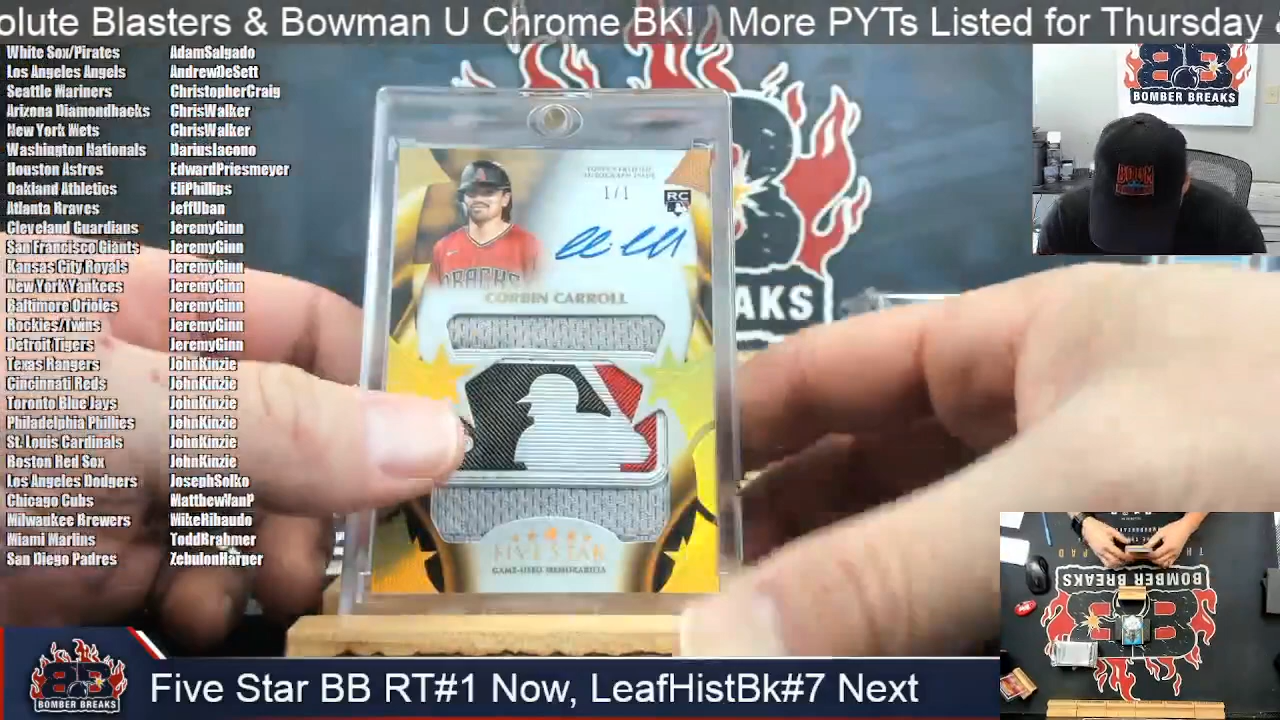 olute Blasters & Bowman U Chrome BK!   More PYTs Listed for Thursday
White Sox/Pirates AdamSalgado
Los Angeles Angels AndrewDeSett
Seattle Mariners ChristopherCraig
Arizona Diamondbacks ChrisWalker
New York Mets ChrisWalker
Washington Nationals DariusIacono
Houston Astros EdwardPriesmeyer
Oakland Athletics EliPhillips
Atlanta Braves JeffUban
Cleveland Guardians JeremyGinn
San Francisco Giants JeremyGinn
Kansas City Royals JeremyGinn
New York Yankees JeremyGinn
Baltimore Orioles JeremyGinn
Rockies/Twins JeremyGinn
Detroit Tigers JeremyGinn
Texas Rangers JohnKinzie
Cincinnati Reds JohnKinzie
Toronto Blue Jays JohnKinzie
Philadelphia Phillies JohnKinzie
St. Louis Cardinals JohnKinzie
Boston Red Sox JohnKinzie
Los Angeles Dodgers JosephSolko
Chicago Cubs MatthewVanP
Milwaukee Brewers MikeRibaudo
Miami Marlins ToddBrahmer
San Diego Padres ZebulonHarper
1/1
RC
DBACKS
CORBIN CARROLL
FIVE STAR
GAME-USED MEMORABILIA
AKS
BB
BOMBER BREAKS
BOOM
BOMBER BREAKS
BB
BOMBER BREAKS
Five Star BB RT#1 Now, LeafHistBk#7 Next